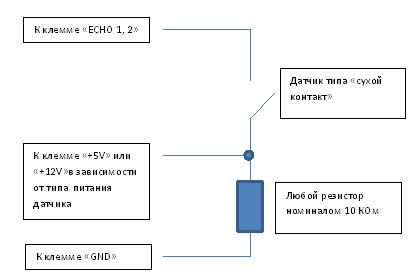 К клемме «ECHO 1, 2»
Датчик типа «сухой
контакт»
К клемме «+5V» или
«+12V»в зависимости
от типа питания
датчика
Любой резистор
номиналом 10 КОм
К клемме «GND»